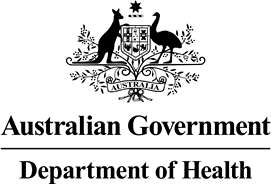 AUSTRALIA
Australian Government
Department of Health